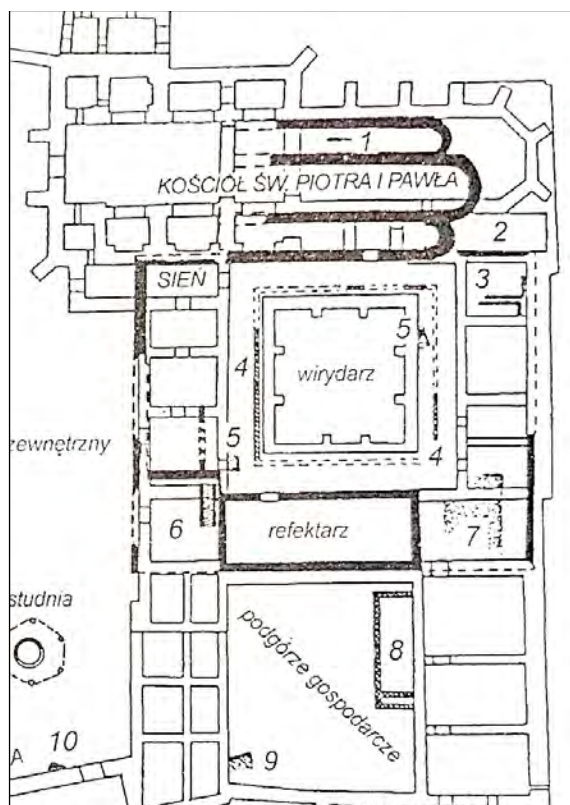 1
KOŚCIÓŁ ŚW. PIOTRA I PAWŁA
2
SIEŃ
3
5
4
wirydarz
zewnętrzny
5
4
6
refektarz
7
studnia
podgórze gospodarcze
8
10
9
A